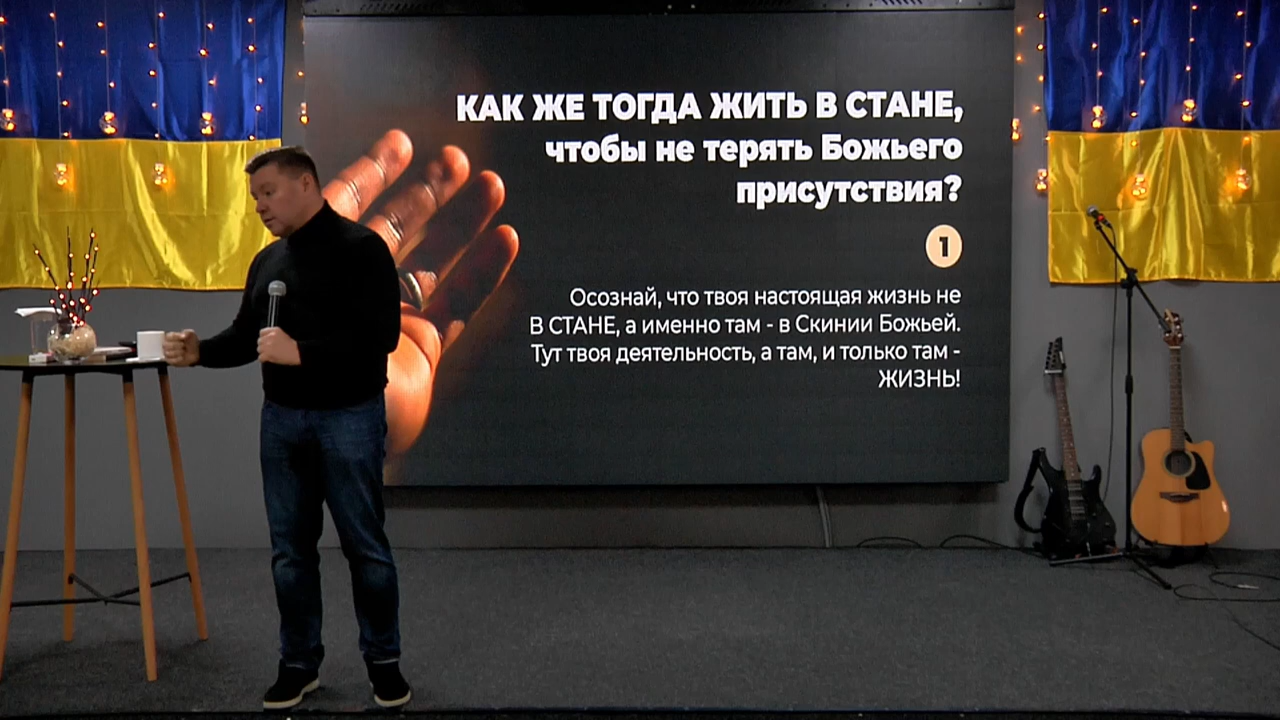 КАК ЖЕ ТОГДА ЖИТЬ В СТАНЕ,
чтобы не терять Божьего
присутствия?
1
Осознай, что твоя настоящая жизнь не
В СТАНЕ, а именно там - в Скинии Божьей.
Тут твоя деятельность, а там, и только там -
ЖИЗНЬ!